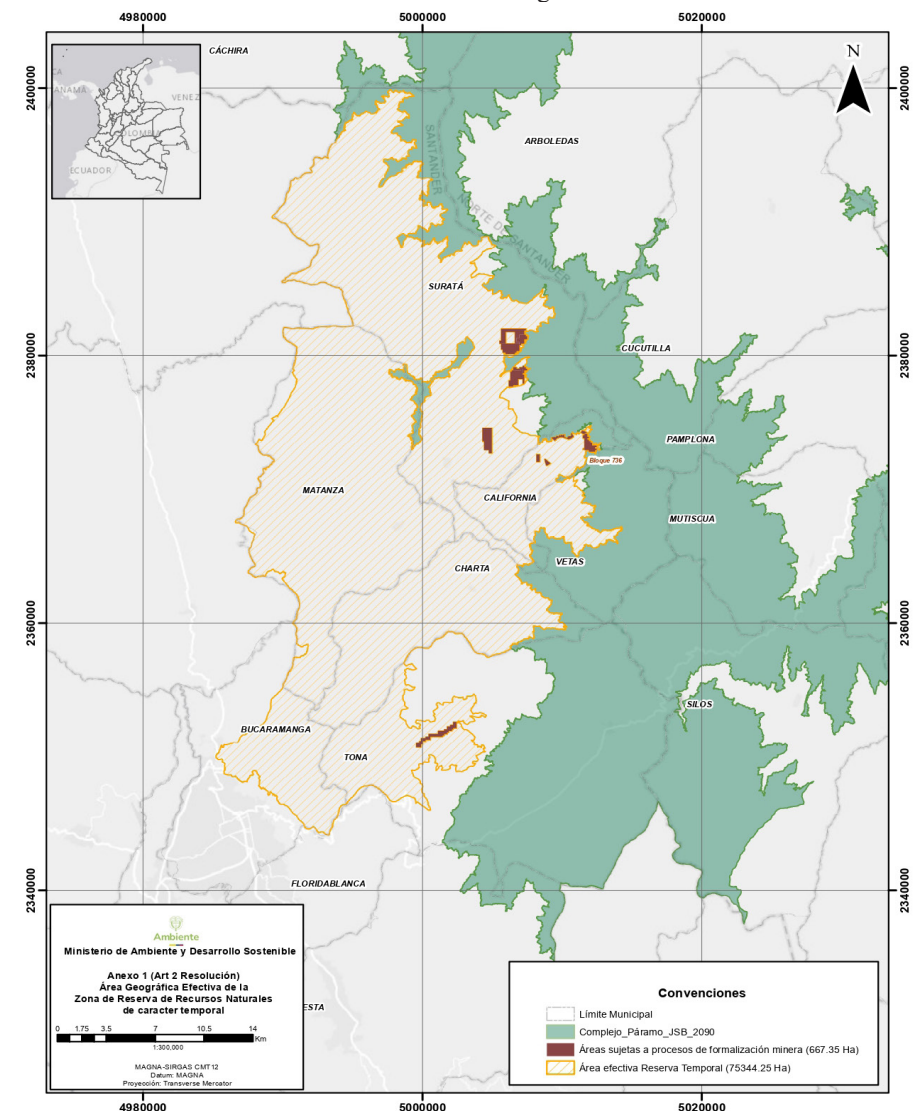 4980000
5000000
5020000
2400000
2400000
CÁCHIRA
VENEZ
COLOMBIA
ECUADOR
N
ARBOLEDAS
SANTANDER
NORTE DE SANTANDER
SURATÁ
2380000
2380000
CUCUTILLA
PAMPLONA
Bloque 736
MATANZA
CALIFORNIA
MUTISCUA
VETAS
CHARTA
2360000
2360000
SILOS
BUCARAMANGA
TONA
FLORIDABLANCA
2340000
2340000
ESTA
Ambiente
Ministerio de Ambiente y Desarrollo Sostenible
Anexo 1 (Art 2 Resolución)
Área Geográfica Efectiva de la
Zona de Reserva de Recursos Naturales
de caracter temporal
0 1.75 3.5 7 10.5 14
Km
1:300,000
MAGNA-SIRGAS CMT12
Datum: MAGNA
Proyección: Transverse Mercator
Convenciones
Límite Municipal
Complejo_Páramo_JSB_2090
Áreas sujetas a procesos de formalización minera (667.35 Ha)
Área efectiva Reserva Temporal (75344.25 Ha)
4980000
5000000
5020000